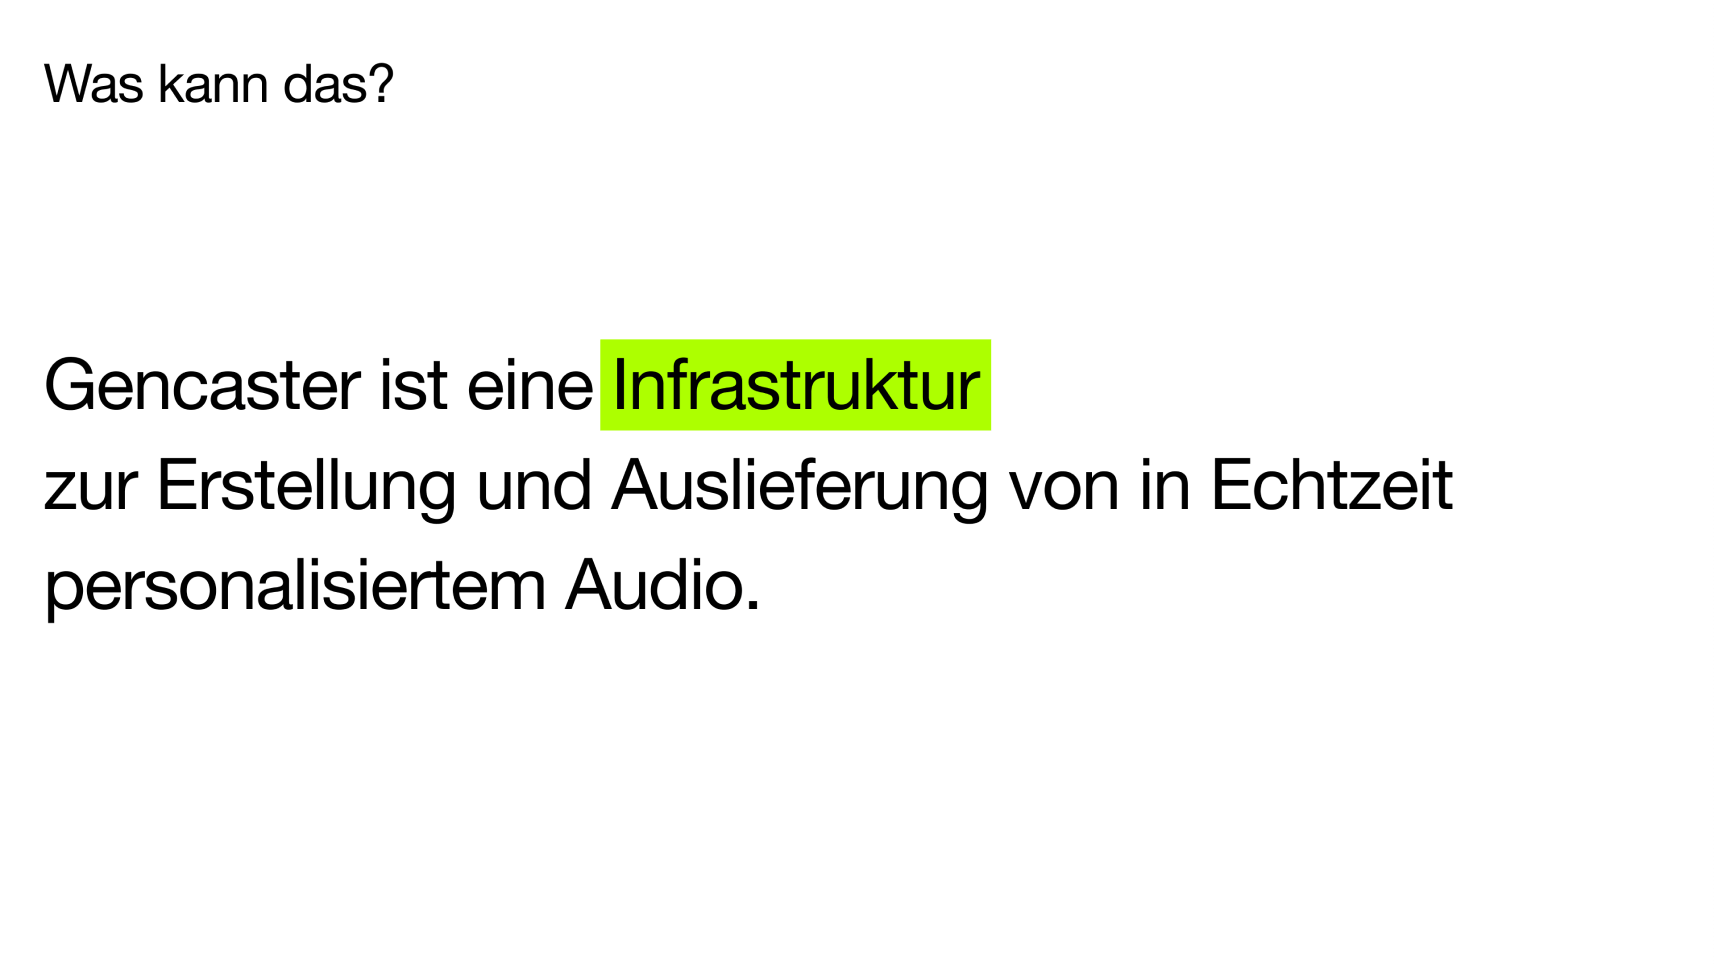 Was kann das?
Gencaster ist eine Infrastruktur
zur Erstellung und Auslieferung von in Echtzeit
personalisiertem Audio.